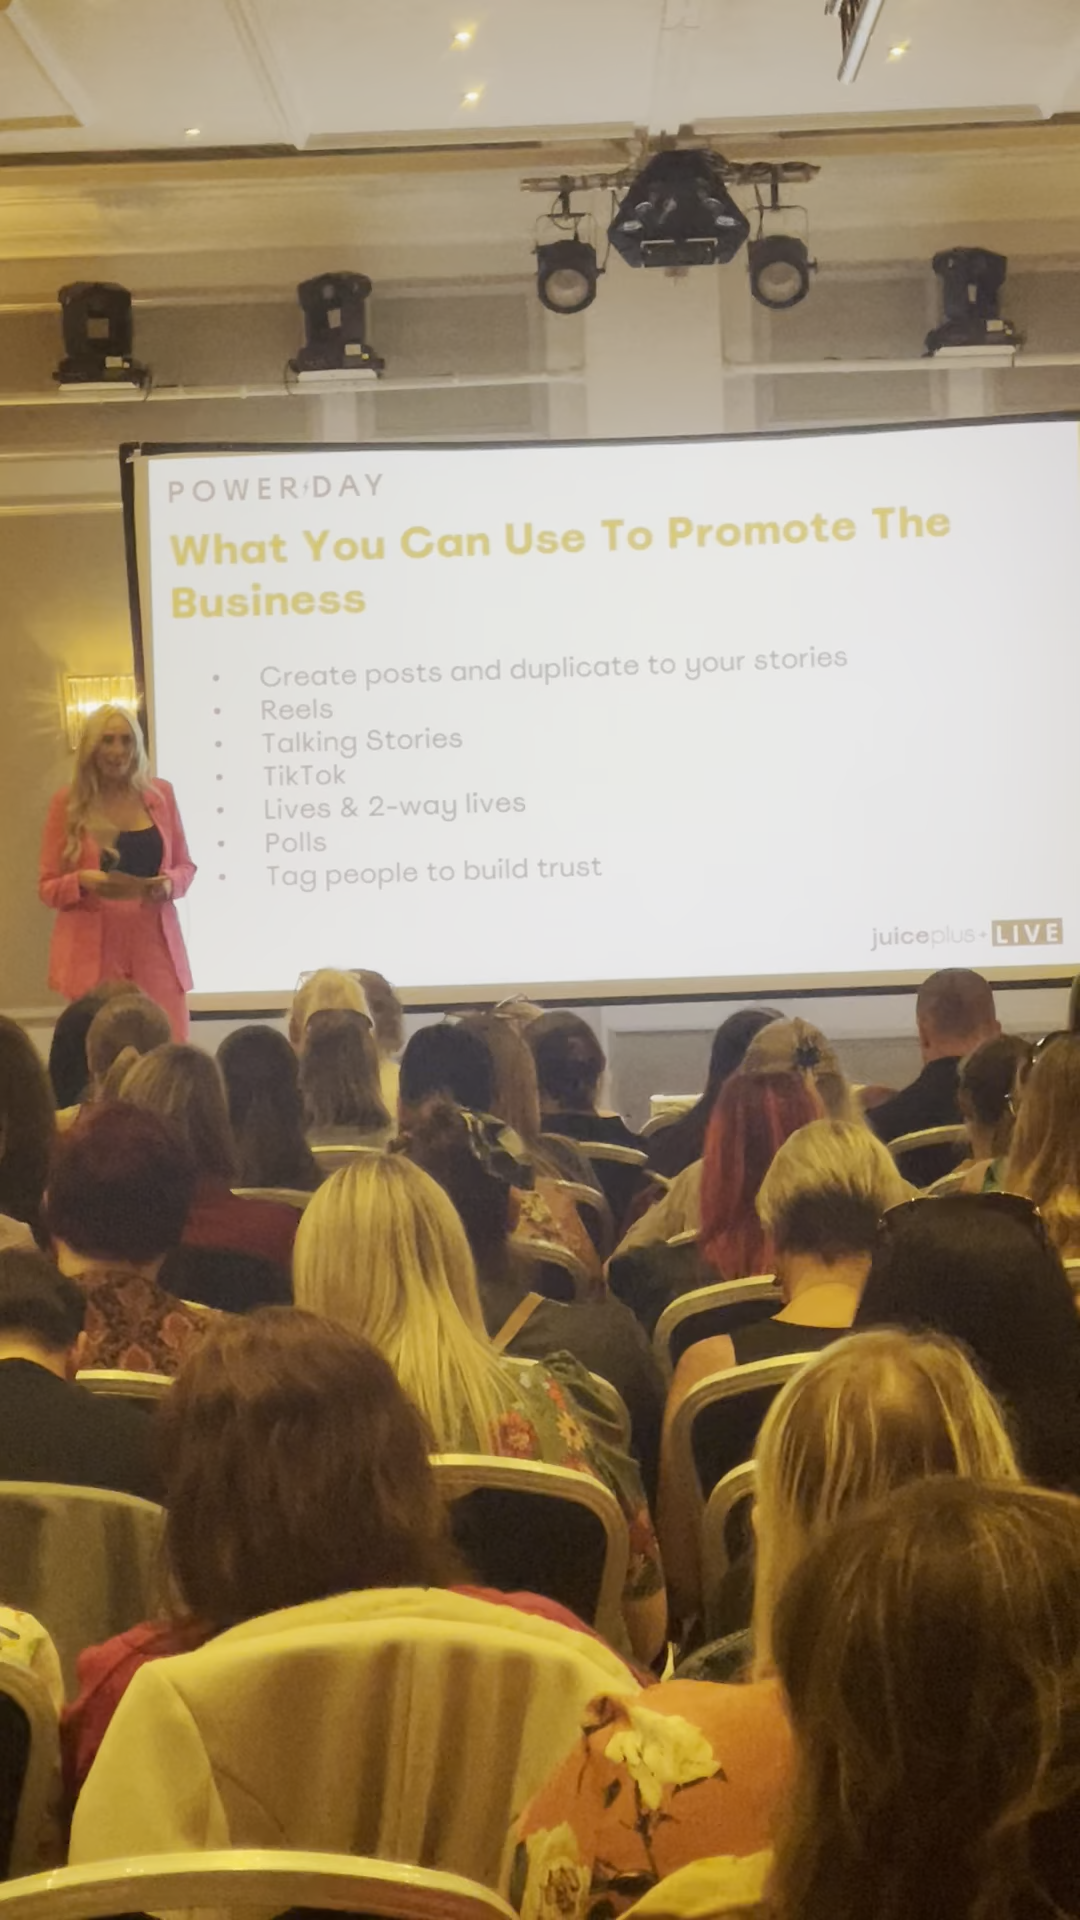 POWER⚡DAY
What You Can Use To Promote The
Business
• Create posts and duplicate to your stories
• Reels
• Talking Stories
• TikTok
• Lives & 2-way lives
• Polls
• Tag people to build trust
juiceplus+ LIVE